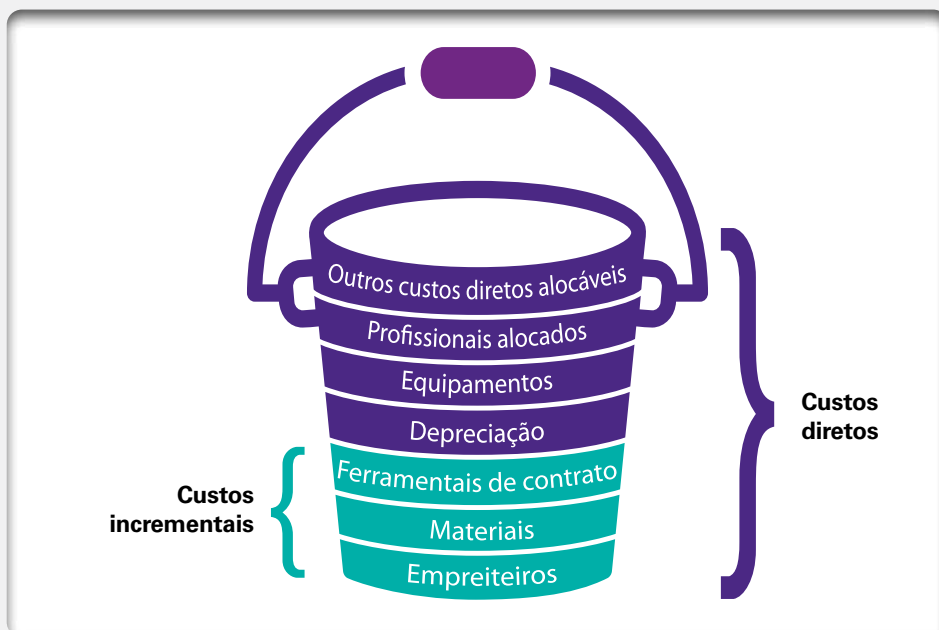 Outros custos diretos alocáveis
Profissionais alocados
Equipamentos
Depreciação
Ferramentais de contrato
Materiais
Empreiteiros
Custos
incrementais
Custos
diretos